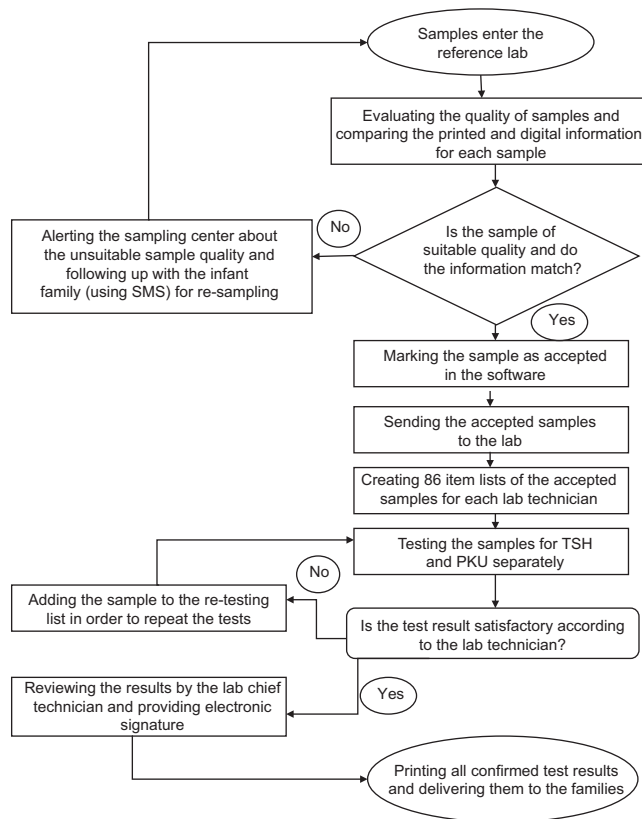 Samples enter the
reference lab
Evaluating the quality of samples and
comparing the printed and digital information
for each sample
Is the sample of
suitable quality and do
the information match?
No
Alerting the sampling center about
the unsuitable sample quality and
following up with the infant
family (using SMS) for re-sampling
Yes
Marking the sample as accepted
in the software
Sending the accepted samples
to the lab
Creating 86 item lists of the accepted
samples for each lab technician
Testing the samples for TSH
and PKU separately
No
Adding the sample to the re-testing
list in order to repeat the tests
Is the test result satisfactory according
to the lab technician?
Yes
Reviewing the results by the lab chief
technician and providing electronic
signature
Printing all confirmed test results
and delivering them to the families